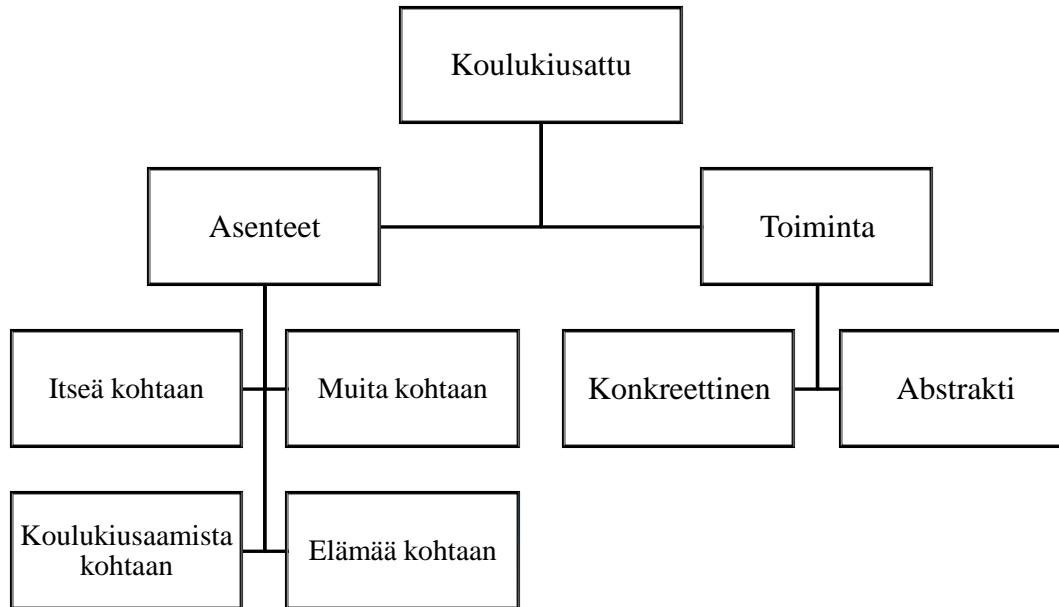 Koulukiusattu
Asenteet
Toiminta
Itseä kohtaan
Muita kohtaan
Konkreettinen
Abstrakti
Koulukiusaamista
kohtaan
Elämää kohtaan